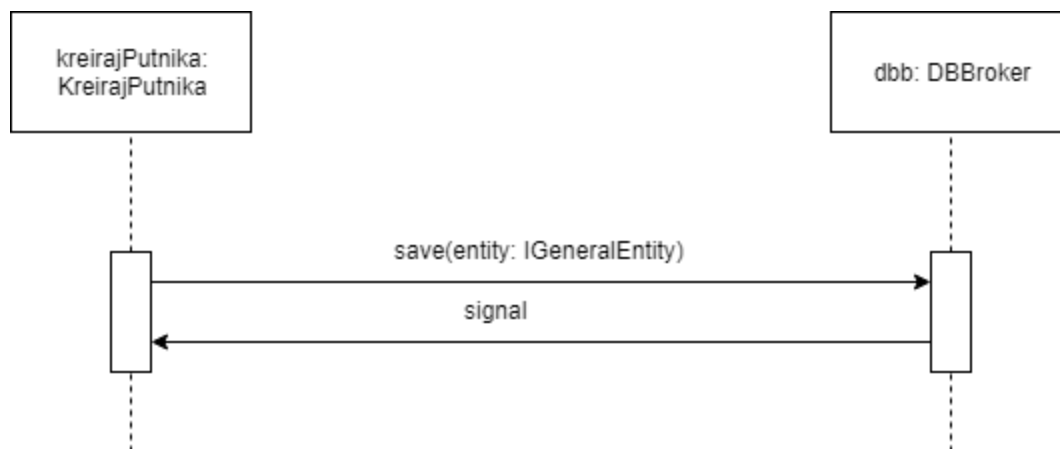 kreirajPutnika:
KreirajPutnika
dbb: DBBroker
save(entity: IGeneralEntity)
signal